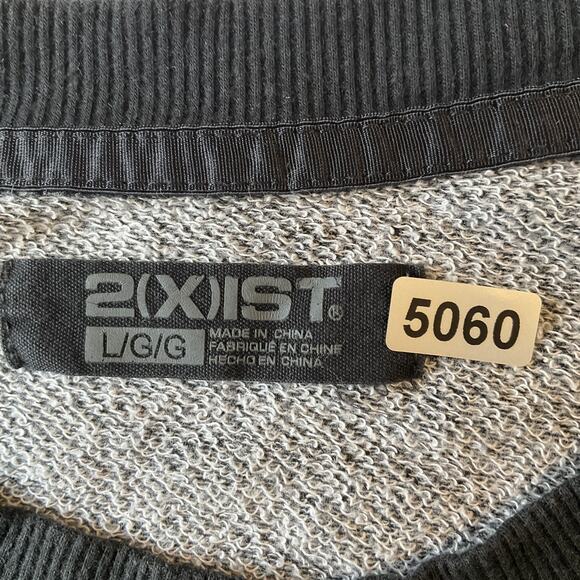 2(X)IST®
L/G/G
MADE IN CHINA
FABRIQUÉ EN CHINE
HECHO EN CHINA
5060